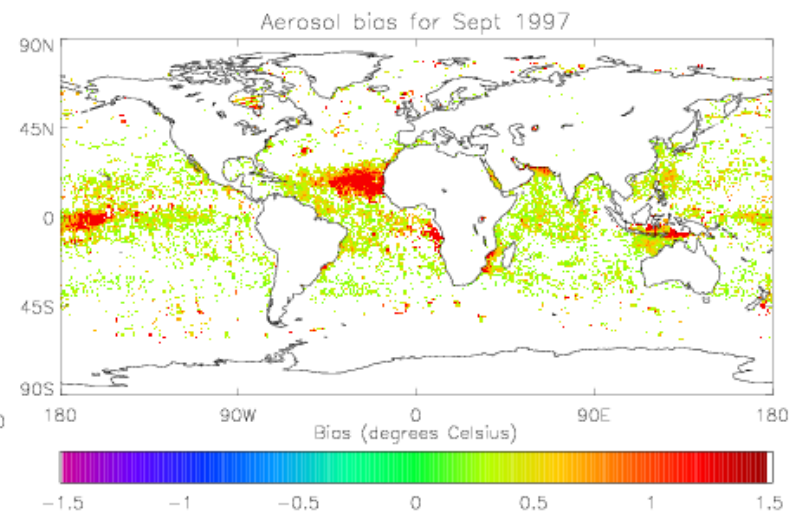 Aerosol bias for Sept 1997
90N
45N
0
45S
90S
180 90W 0 90E 180
Bias (degrees Celsius)
−1.5 −1 −0.5 0 0.5 1 1.5